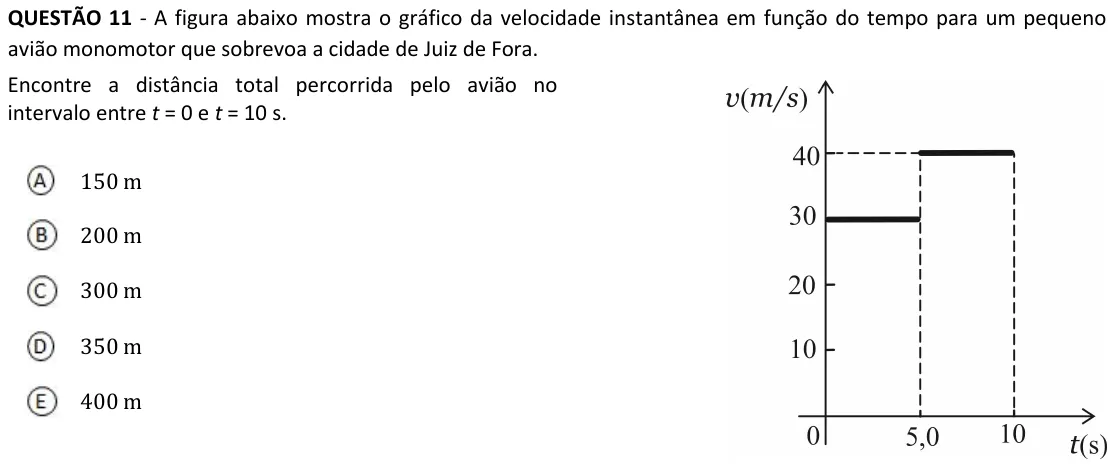 QUESTÃO 11 - A figura abaixo mostra o gráfico da velocidade instantânea em função do tempo para um pequeno
avião monomotor que sobrevoa a cidade de Juiz de Fora.
Encontre a distância total percorrida pelo avião no
intervalo entre t = 0 e t = 10 s.
A 150 m
B 200 m
C 300 m
D 350 m
E 400 m
v(m/s)
40
30
20
10
0 5,0 10 t(s)